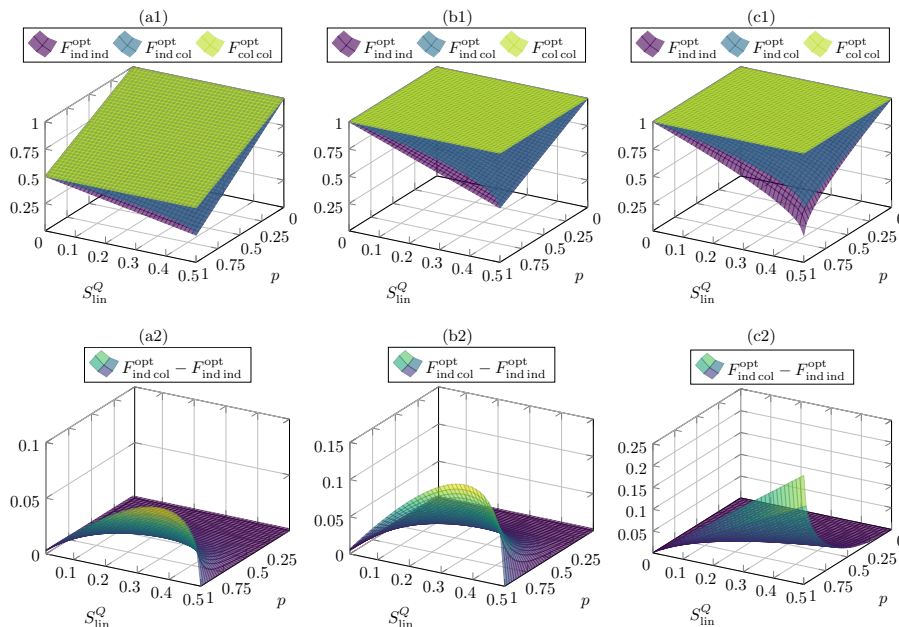 (a1) (b1) (c1)
F^opt_ind ind F^opt_ind col F^opt_col col F^opt_ind ind F^opt_ind col F^opt_col col F^opt_ind ind F^opt_ind col F^opt_col col
1 1 1
0.75 0.75 0.75
0.5 0.5 0.5
0.25 0.25 0.25
0 0.1 0.2 0.3 0.4 0.5 1 0.75 0.5 0.25 0 0 0.1 0.2 0.3 0.4 0.5 1 0.75 0.5 0.25 0 0 0.1 0.2 0.3 0.4 0.5 1 0.75 0.5 0.25 0
S^Q_lin p S^Q_lin p S^Q_lin p
(a2) (b2) (c2)
F^opt_ind col − F^opt_ind ind F^opt_ind col − F^opt_ind ind F^opt_ind col − F^opt_ind ind
0.1 0.15 0.25
0.05 0.1 0.2
0 0.05 0.15
0 0.1
0.05
0.1 0.2 0.3 0.4 0.5 1 0.75 0.5 0.25 0.1 0.2 0.3 0.4 0.5 1 0.75 0.5 0.25 0.1 0.2 0.3 0.4 0.5 1 0.75 0.5 0.25
S^Q_lin p S^Q_lin p S^Q_lin p